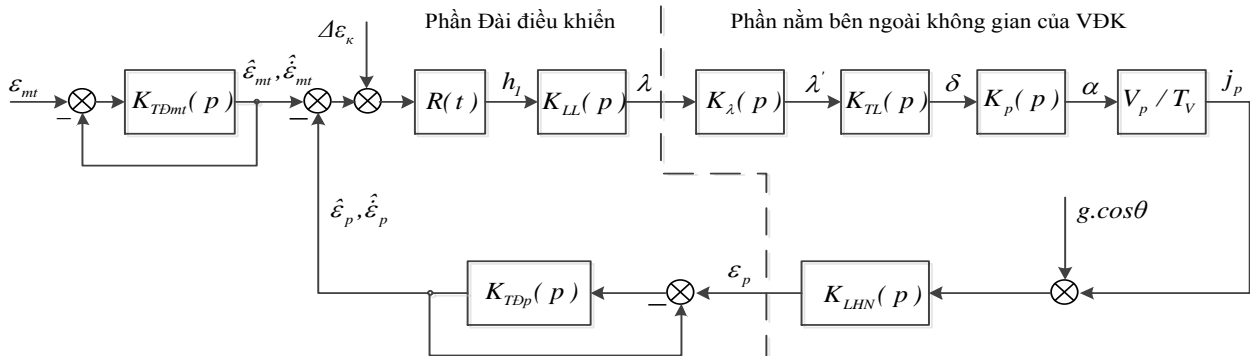 Phần Đài điều khiển
Phần nằm bên ngoài không gian của VĐK
Δε_κ
ε_mt
K_TĐmt(p)
ε̂_mt, ε̂̇_mt
R(t)
h_1
K_LL(p)
λ
K_λ(p)
λ'
K_TL(p)
δ
K_p(p)
α
V_p / T_V
j_p
ε̂_p, ε̂̇_p
g.cosθ
K_TĐp(p)
ε_p
K_LHN(p)